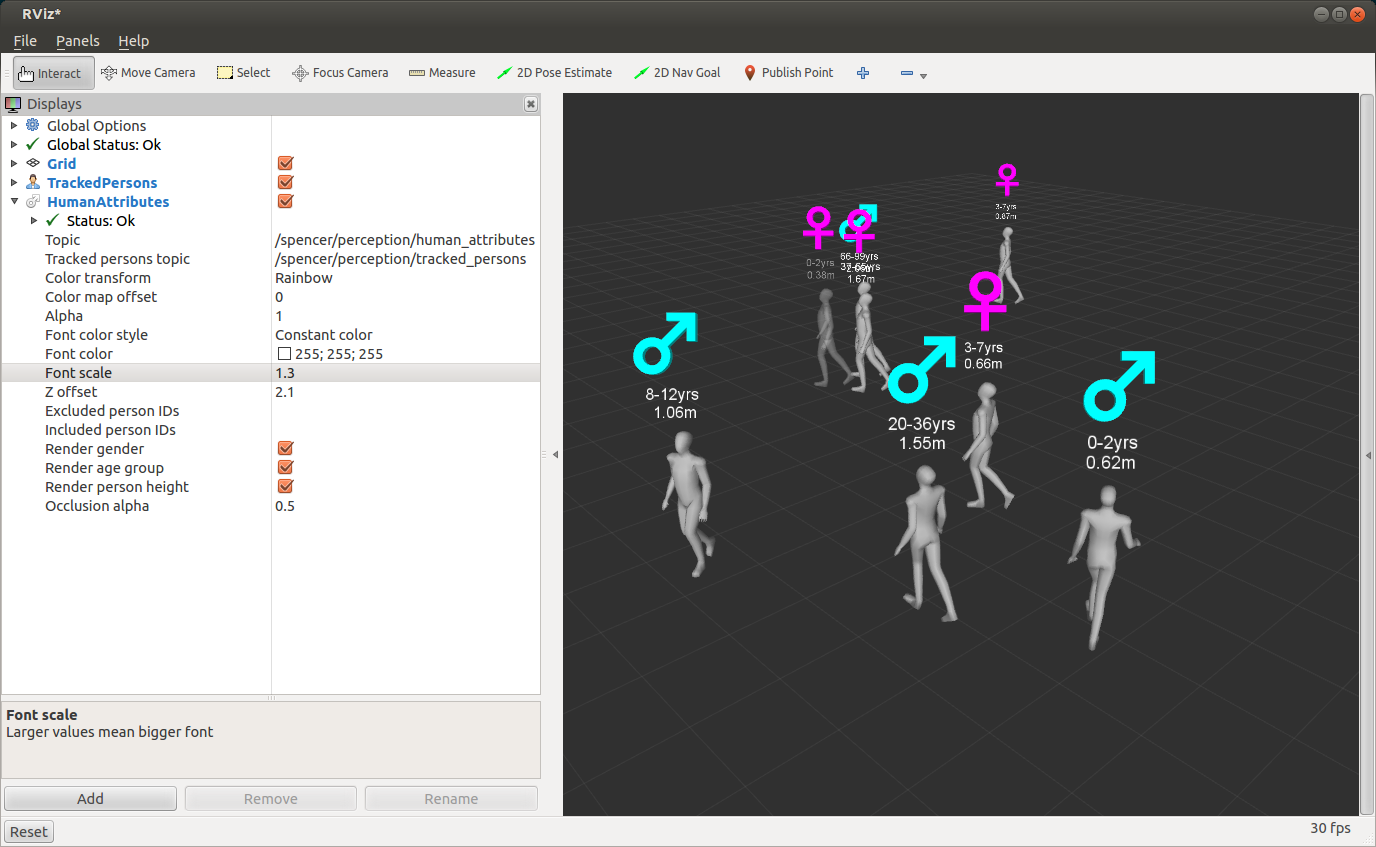 RViz*
File Panels Help
Interact Move Camera Select Focus Camera Measure 2D Pose Estimate 2D Nav Goal Publish Point
Displays
Global Options
Global Status: Ok
Grid
TrackedPersons
HumanAttributes
Status: Ok
Topic /spencer/perception/human_attributes
Tracked persons topic /spencer/perception/tracked_persons
Color transform Rainbow
Color map offset 0
Alpha 1
Font color style Constant color
Font color 255; 255; 255
Font scale 1.3
Z offset 2.1
Excluded person IDs
Included person IDs
Render gender
Render age group
Render person height
Occlusion alpha 0.5
Font scale
Larger values mean bigger font
Add Remove Rename
Reset
3-7yrs
0.87m
0-2yrs
0.38m
66-99yrs
1.67m
3-7yrs
0.66m
8-12yrs
1.06m
20-36yrs
1.55m
0-2yrs
0.62m
30 fps